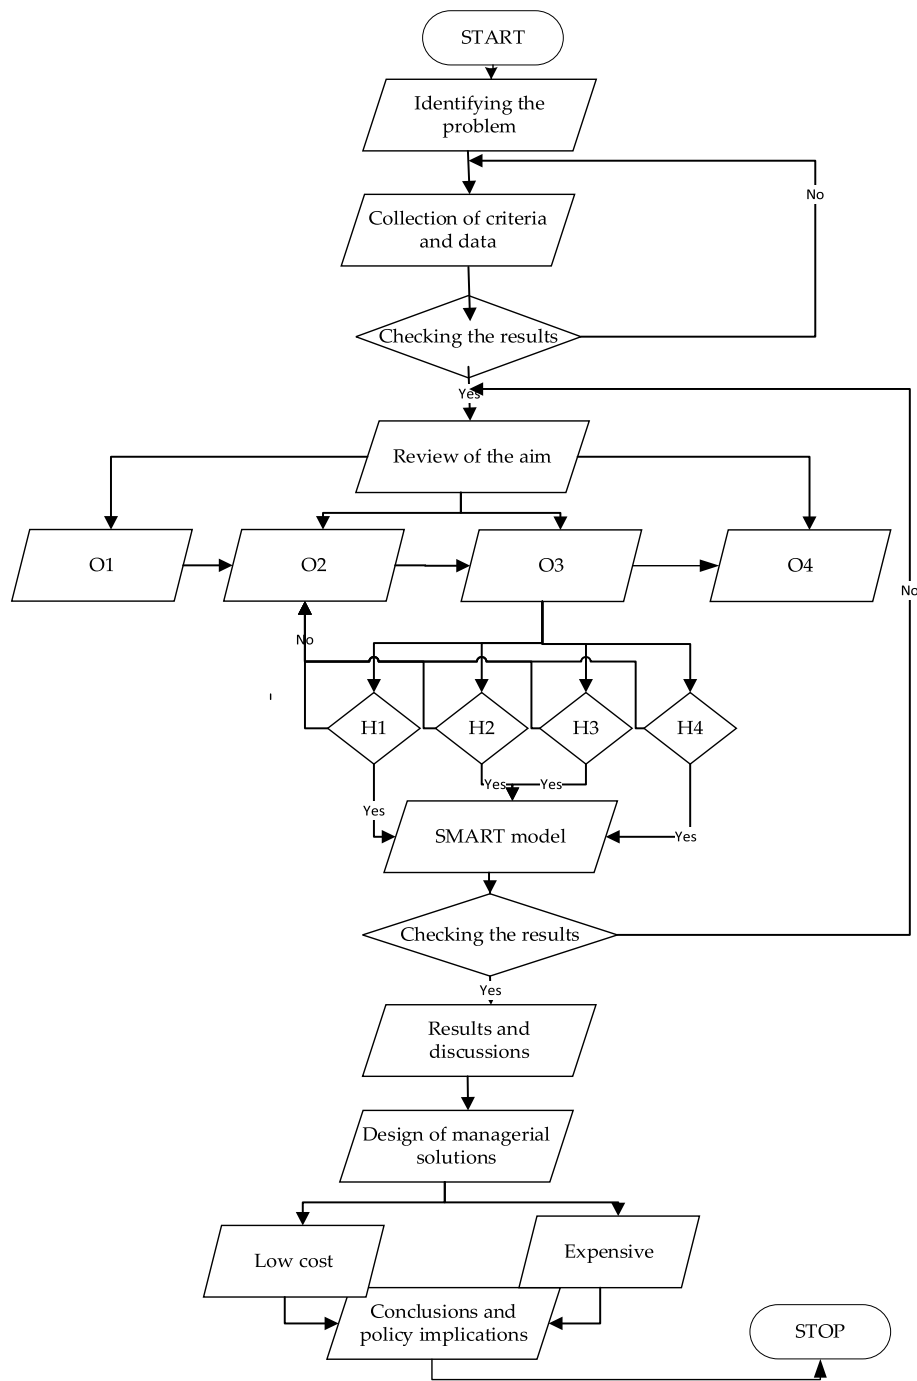 START
Identifying the
problem
No
Collection of criteria
and data
Checking the results
Yes
Review of the aim
O1
O2
O3
O4
No
No
H1
H2
H3
H4
Yes
Yes
Yes
SMART model
Yes
Checking the results
Yes
Results and
discussions
Design of managerial
solutions
Low cost
Expensive
Conclusions and
policy implications
STOP